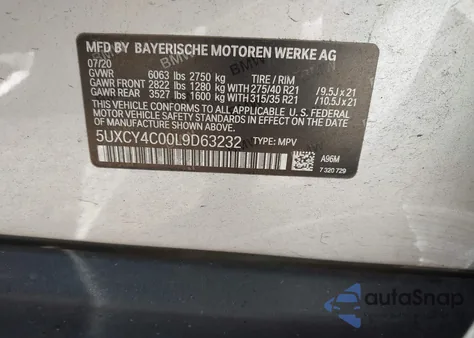 MFD BY BAYERISCHE MOTOREN WERKE AG
07/20
GVWR 6063 lbs 2750 kg TIRE / RIM
GAWR FRONT 2822 lbs 1280 kg WITH 275/40 R21 /9.5J x 21
GAWR REAR 3527 lbs 1600 kg WITH 315/35 R21 /10.5J x 21
THIS VEHICLE CONFORMS TO ALL APPLICABLE FEDERAL
MOTOR VEHICLE SAFETY STANDARDS IN EFFECT ON THE
DATE OF MANUFACTURE SHOWN ABOVE.
5UXCY4C00L9D63232 TYPE: MPV
A96M
7 320 729
autoSnap